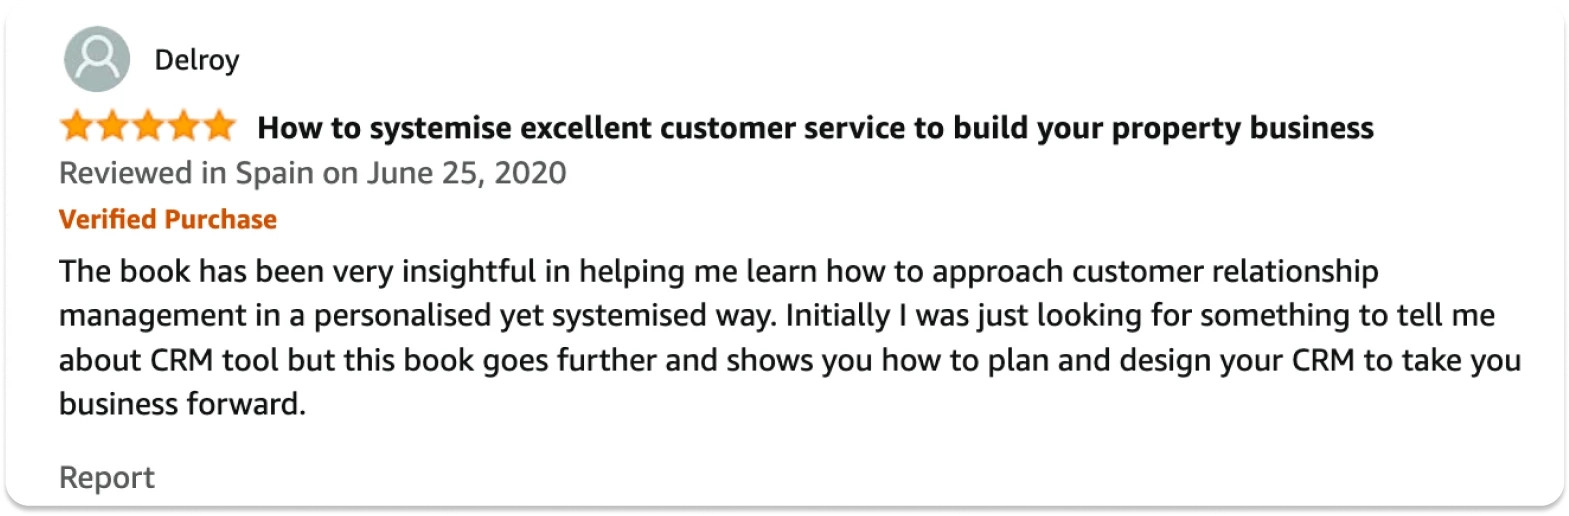 Delroy
How to systemise excellent customer service to build your property business
Reviewed in Spain on June 25, 2020
Verified Purchase
The book has been very insightful in helping me learn how to approach customer relationship
management in a personalised yet systemised way. Initially I was just looking for something to tell me
about CRM tool but this book goes further and shows you how to plan and design your CRM to take you
business forward.
Report